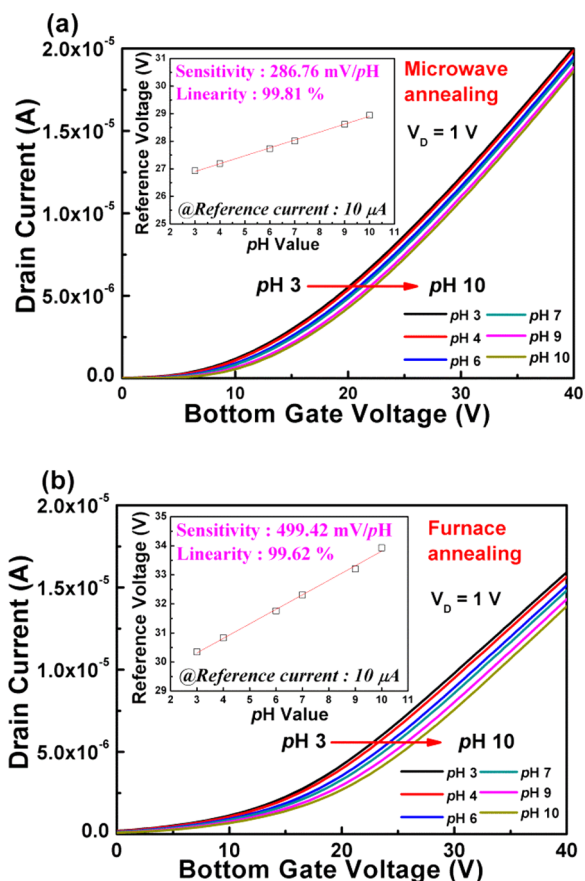 (a)
2.0x10-5
1.5x10-5
1.0x10-5
5.0x10-6
0.0
Drain Current (A)
Reference Voltage (V)
31
30
29
28
27
26
25
Sensitivity : 286.76 mV/pH
Linearity : 99.81 %
@Reference current : 10 μA
2 3 4 5 6 7 8 9 10 11
pH Value
Microwave
annealing
VD = 1 V
pH 3
pH 10
pH 3 pH 7
pH 4 pH 9
pH 6 pH 10
0 10 20 30 40
Bottom Gate Voltage (V)
(b)
2.0x10-5
1.5x10-5
1.0x10-5
5.0x10-6
0.0
Drain Current (A)
Reference Voltage (V)
36
35
34
33
32
31
30
29
Sensitivity : 499.42 mV/pH
Linearity : 99.62 %
@Reference current : 10 μA
2 3 4 5 6 7 8 9 10 11
pH Value
Furnace
annealing
VD = 1 V
pH 3
pH 10
pH 3 pH 7
pH 4 pH 9
pH 6 pH 10
0 10 20 30 40
Bottom Gate Voltage (V)